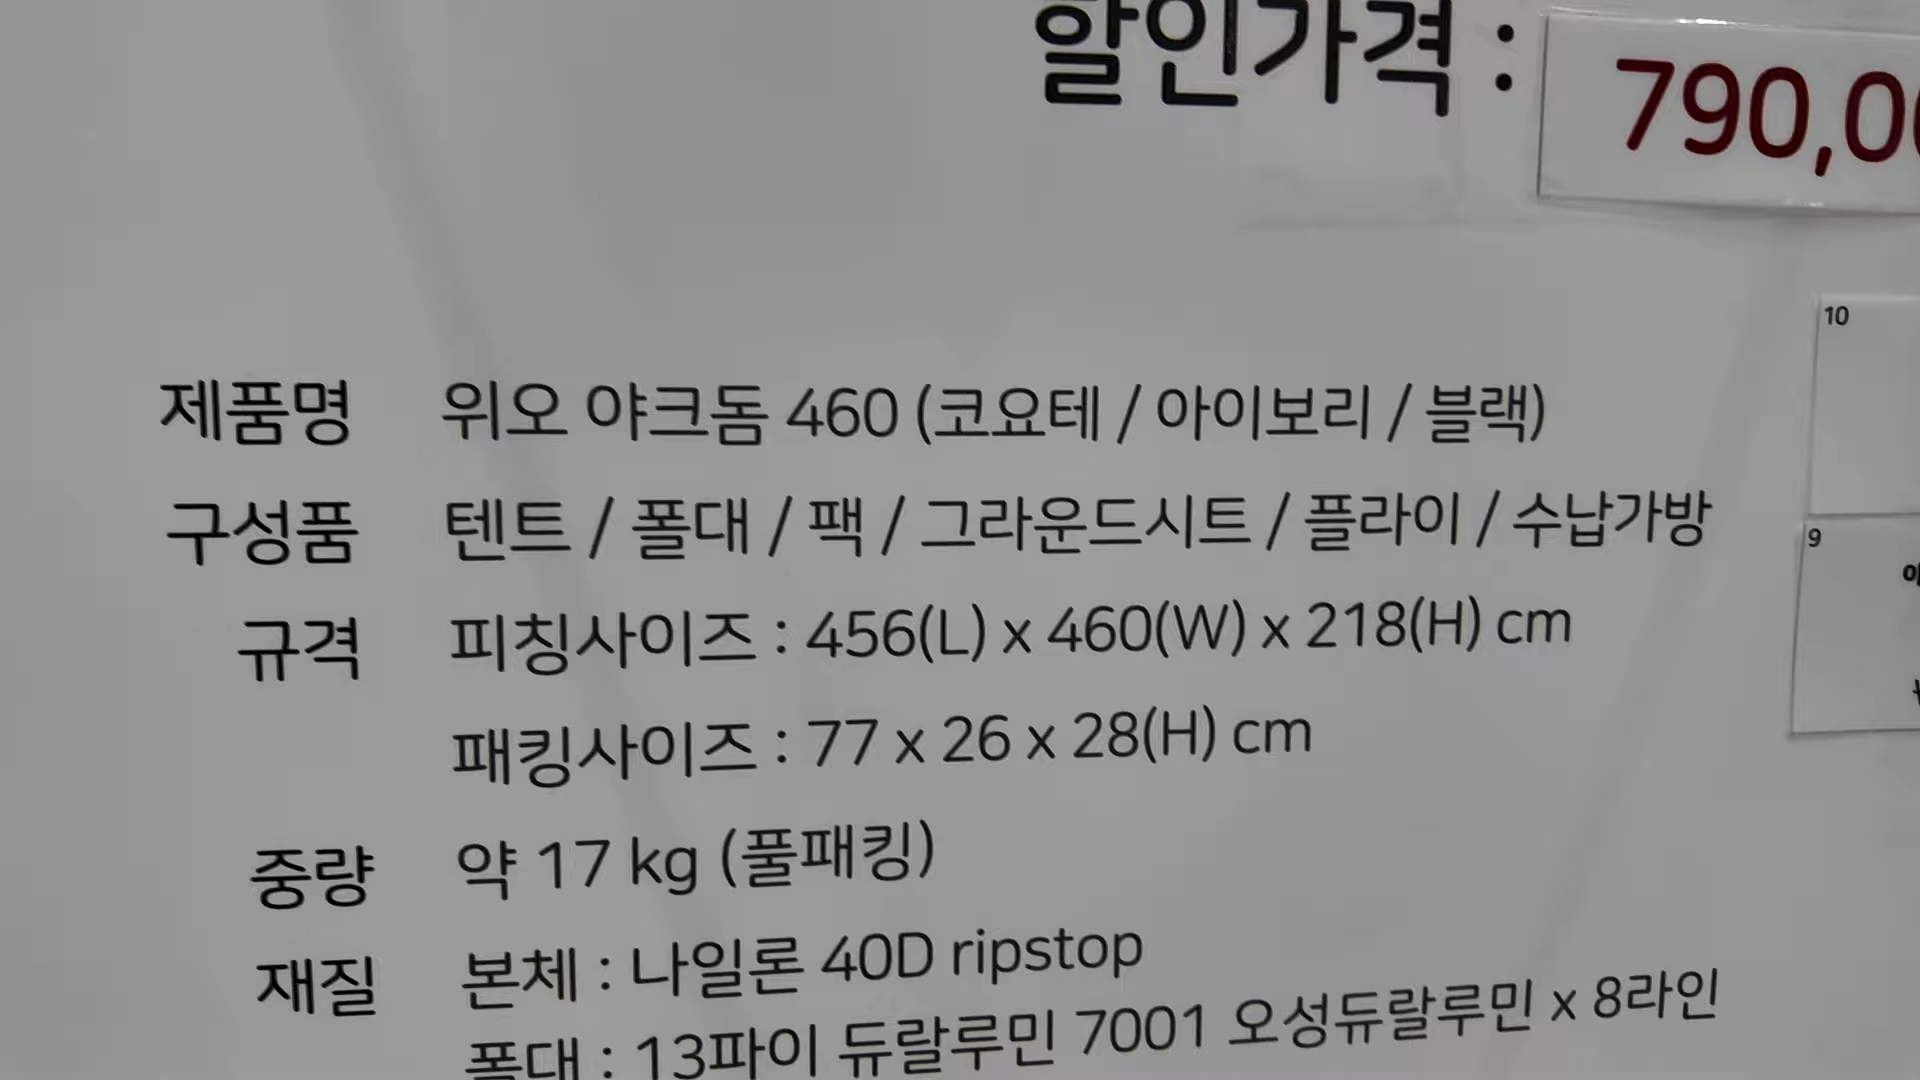 할인가격 : 790,0
10
제품명 위오 야크돔 460 (코요테 / 아이보리 / 블랙)
구성품 텐트 / 폴대 / 팩 / 그라운드시트 / 플라이 / 수납가방
9
규격 피칭사이즈 : 456(L) x 460(W) x 218(H) cm
패킹사이즈 : 77 x 26 x 28(H) cm
중량 약 17 kg (풀패킹)
재질 본체 : 나일론 40D ripstop
폴대 : 13파이 듀랄루민 7001 오성듀랄루민 x 8라인